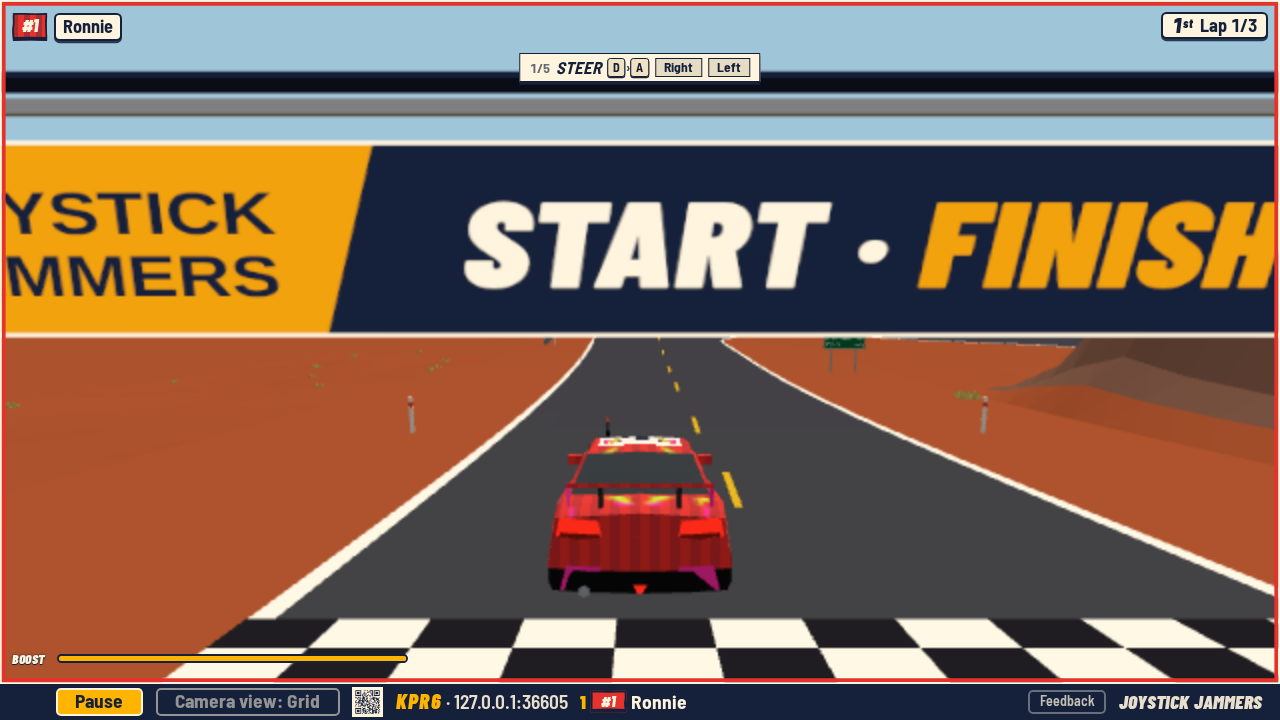 #1 Ronnie
1st Lap 1/3
1/5 STEER D › A Right Left
YSTICK
MMERS
START · FINISH
BOOST
Pause Camera view: Grid KPR6 · 127.0.0.1:36605 1 #1 Ronnie Feedback JOYSTICK JAMMERS